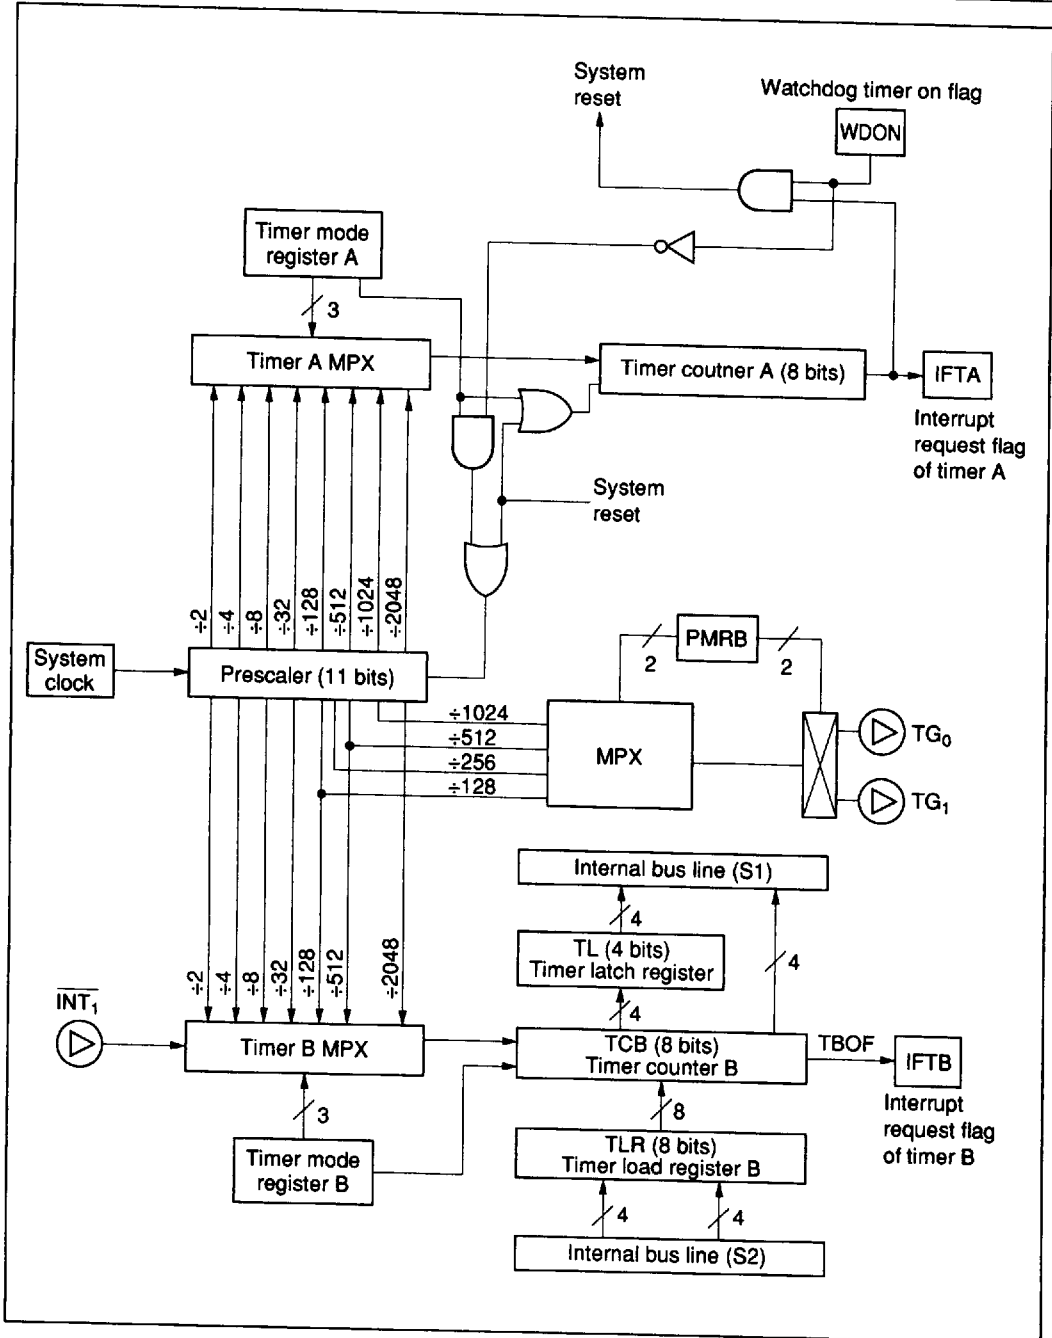 System
reset
Watchdog timer on flag
WDON
Timer mode
register A
3
Timer A MPX
Timer coutner A (8 bits)
IFTA
Interrupt
request flag
of timer A
System
reset
÷2
÷4
÷8
÷32
÷128
÷512
÷1024
÷2048
System
clock
Prescaler (11 bits)
2
PMRB
2
÷1024
÷512
÷256
÷128
MPX
TG0
TG1
Internal bus line (S1)
4
TL (4 bits)
Timer latch register
4
4
÷2
÷4
÷8
÷32
÷128
÷512
÷2048
INT1
Timer B MPX
TCB (8 bits)
Timer counter B
TBOF
IFTB
Interrupt
request flag
of timer B
3
8
Timer mode
register B
TLR (8 bits)
Timer load register B
4
4
Internal bus line (S2)